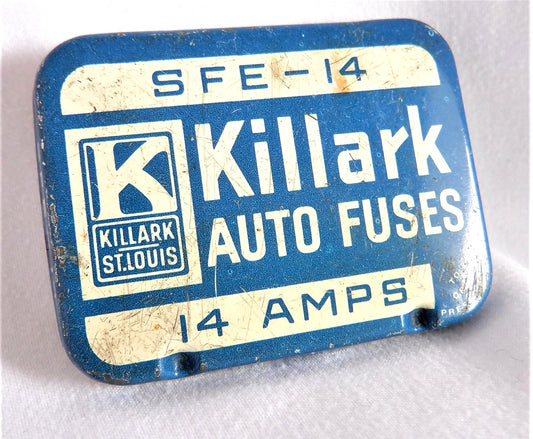 SFE-14
K
Killark
AUTO FUSES
KILLARK
ST.LOUIS
14 AMPS